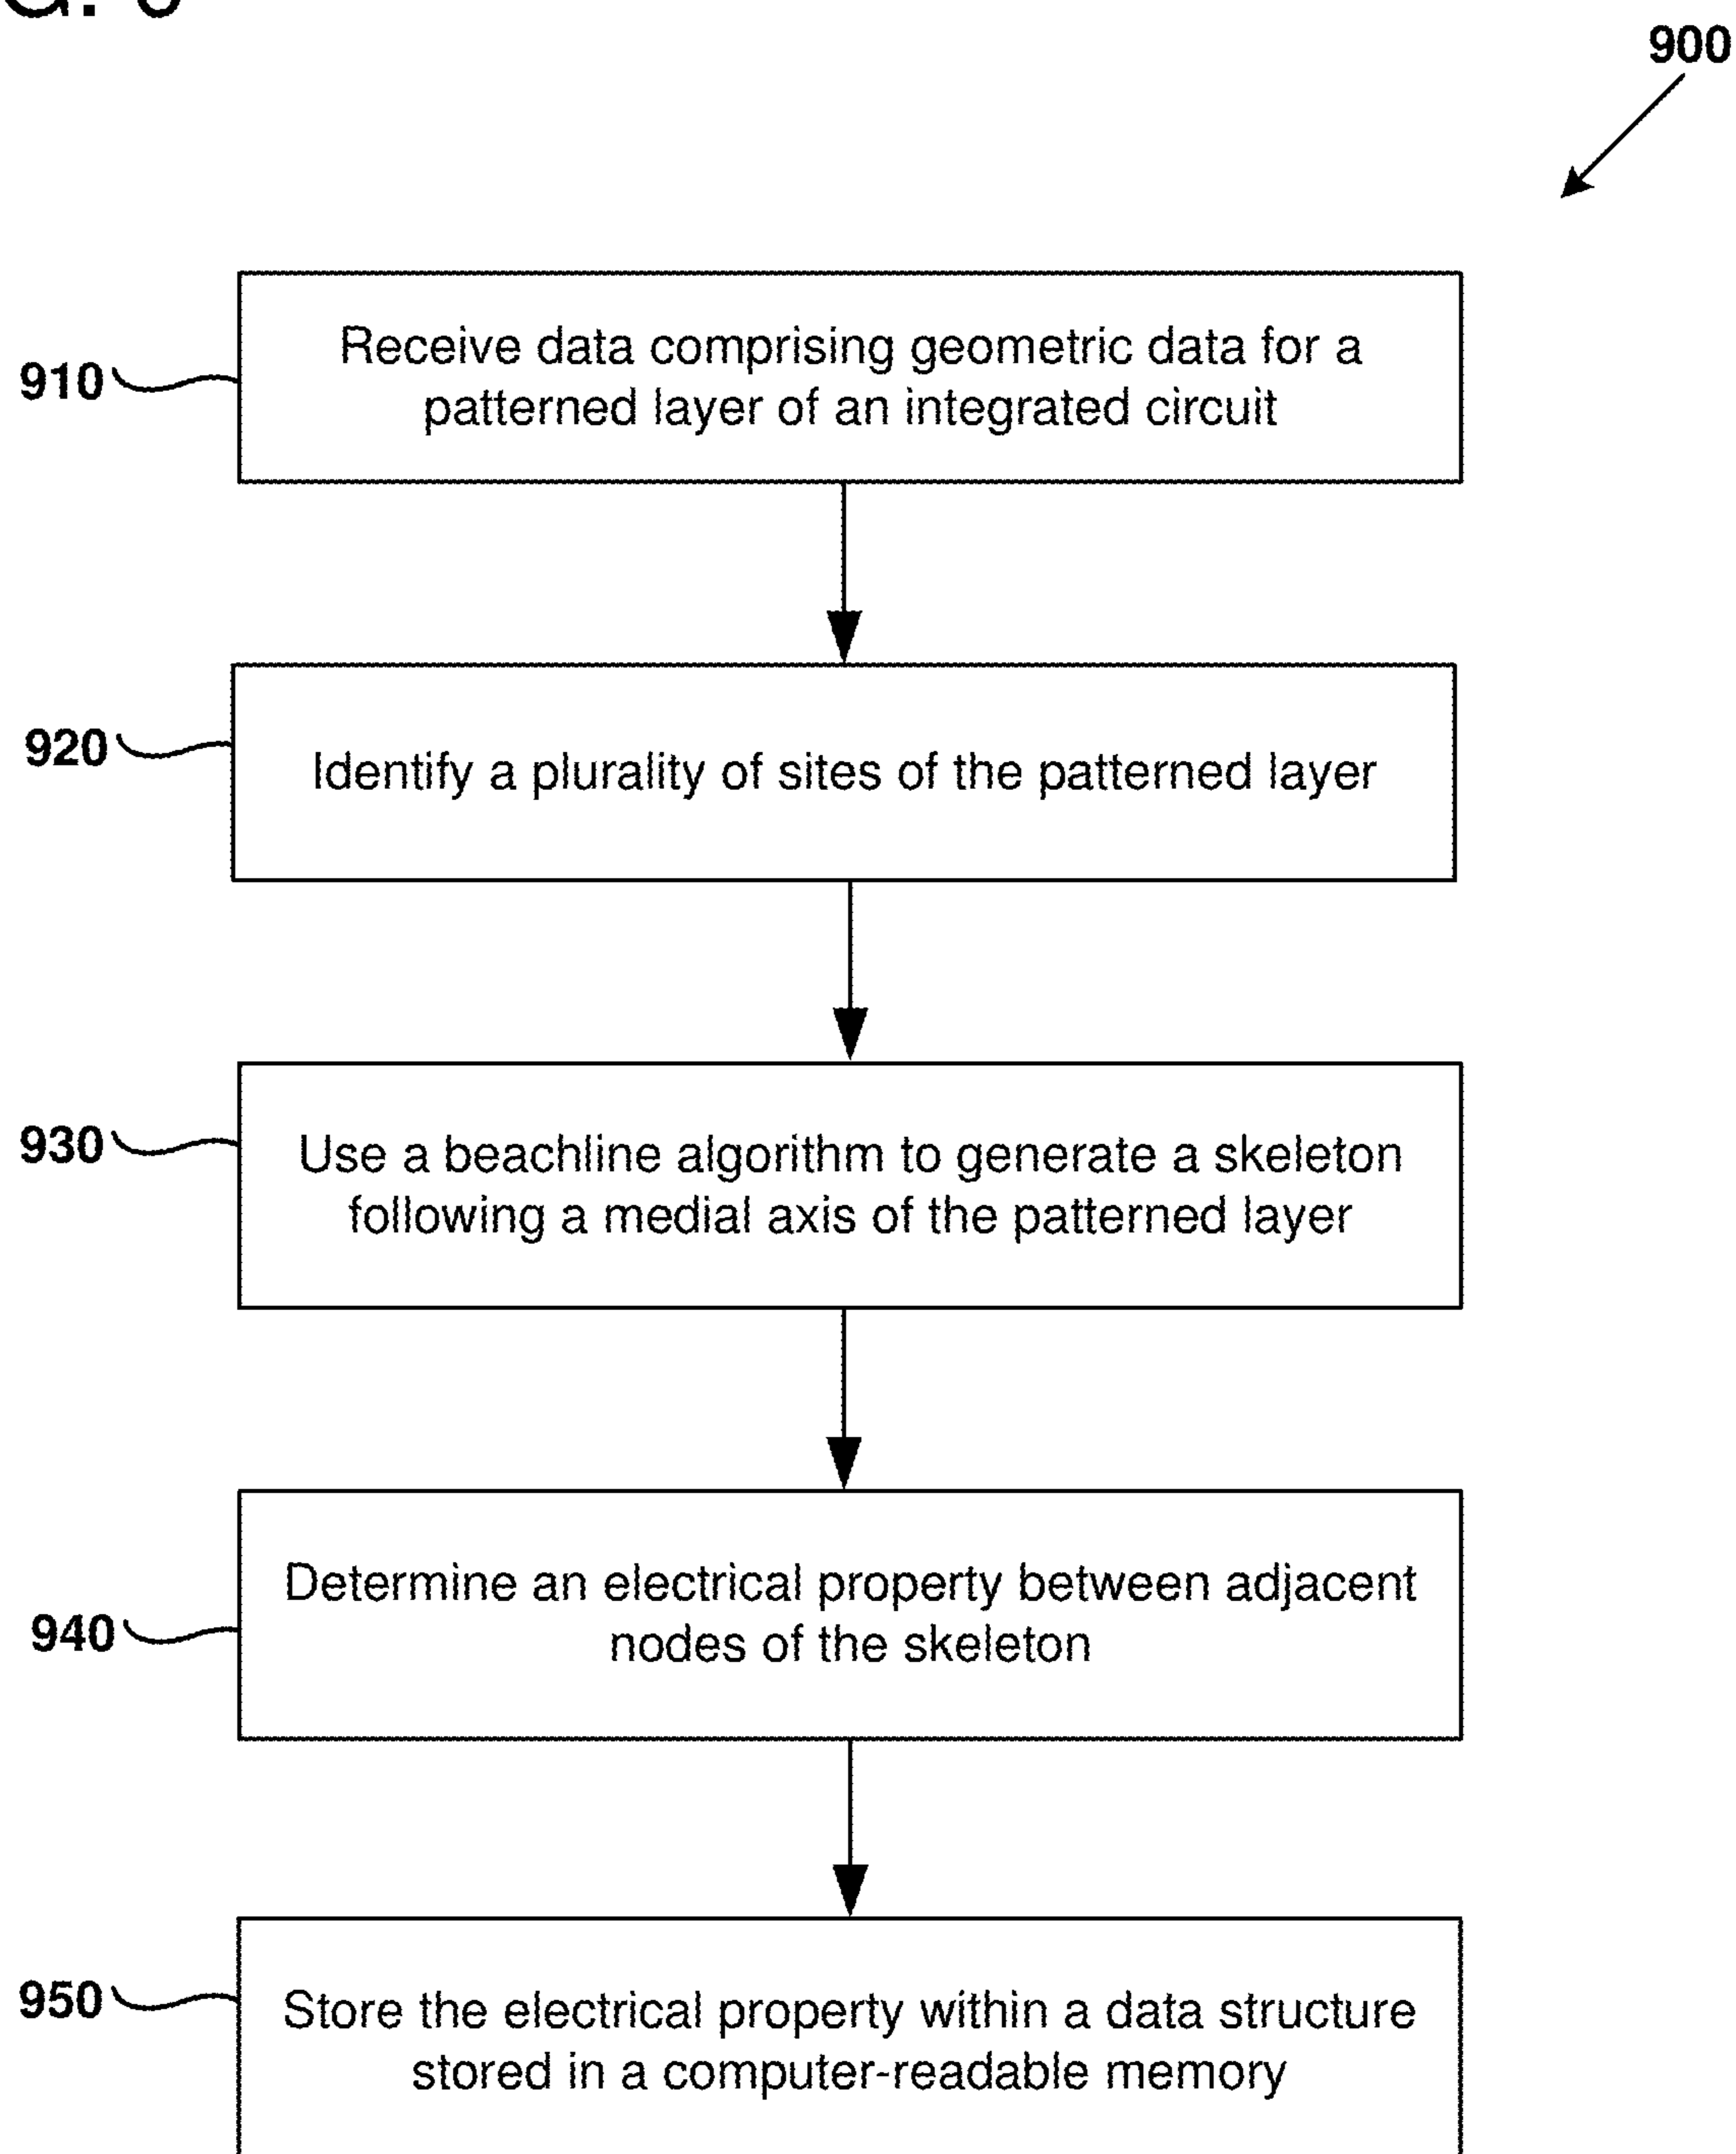 900
910
Receive data comprising geometric data for a
patterned layer of an integrated circuit
920
Identify a plurality of sites of the patterned layer
930
Use a beachline algorithm to generate a skeleton
following a medial axis of the patterned layer
940
Determine an electrical property between adjacent
nodes of the skeleton
950
Store the electrical property within a data structure
stored in a computer-readable memory